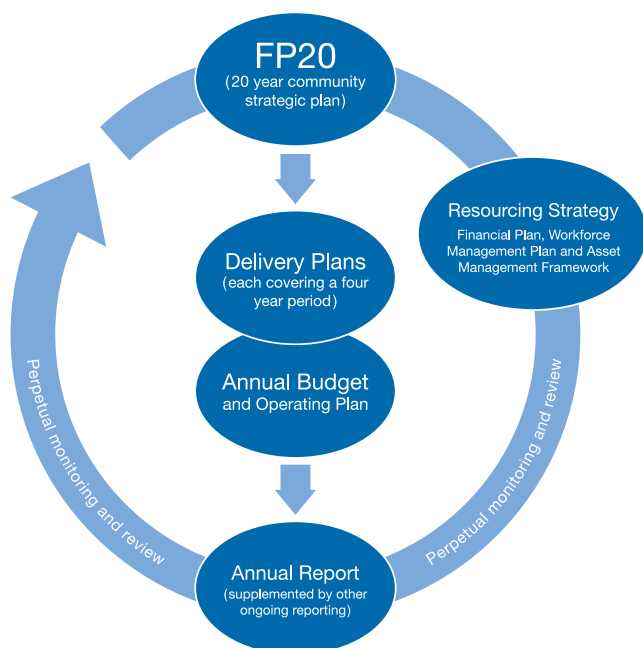 FP20
(20 year community
strategic plan)
Resourcing Strategy
Financial Plan, Workforce
Management Plan and Asset
Management Framework
Delivery Plans
(each covering a four
year period)
Annual Budget
and Operating Plan
Perpetual monitoring and review
Perpetual monitoring and review
Annual Report
(supplemented by other
ongoing reporting)